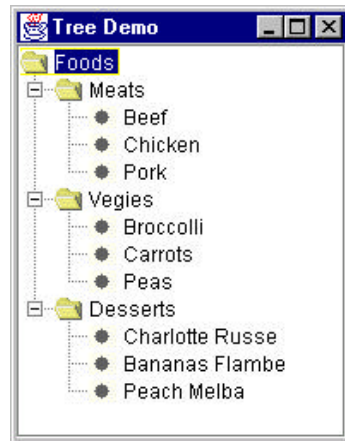 Tree Demo
Foods
Meats
Beef
Chicken
Pork
Vegies
Broccolli
Carrots
Peas
Desserts
Charlotte Russe
Bananas Flambe
Peach Melba